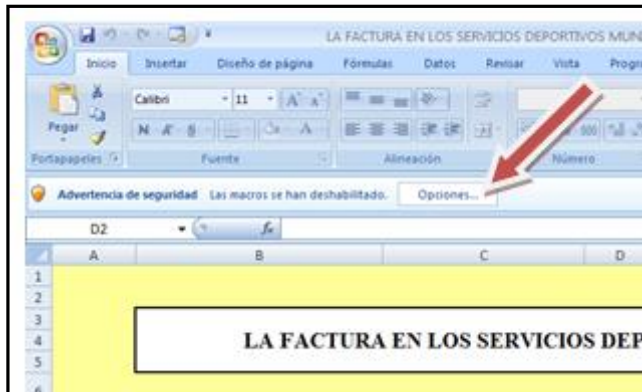 LA FACTURA EN LOS SERVICIOS DEPORTIVOS MUN
Inicio Insertar Diseño de página Fórmulas Datos Revisar Vista Progr
Pegar
Calibri 11 A A
N K S A
Portapapeles Fuente Alineación Número
Advertencia de seguridad Las macros se han deshabilitado. Opciones...
D2 fx
A B C D
1
2
3
4 LA FACTURA EN LOS SERVICIOS DEP
5
6